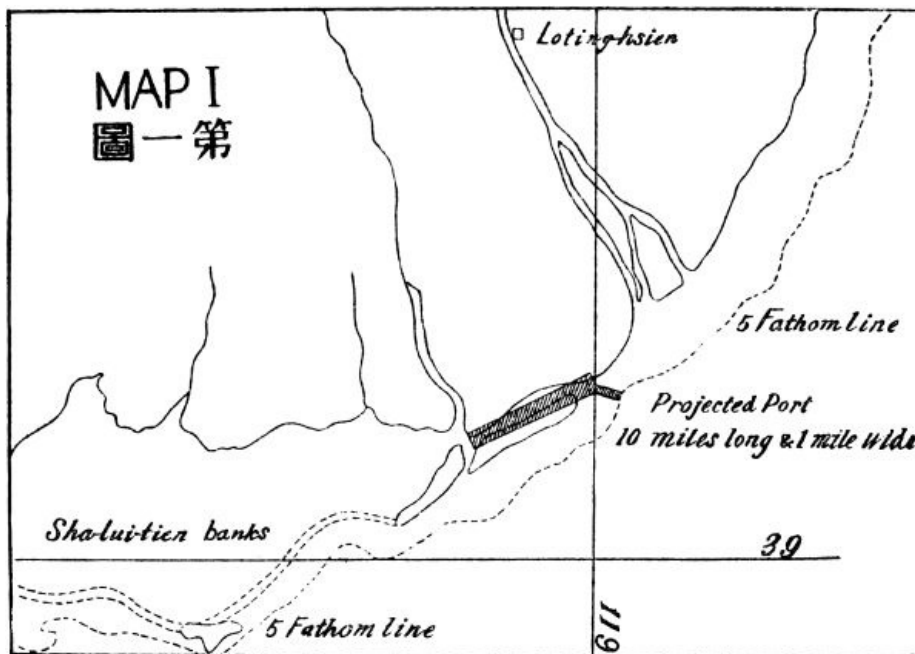 Lotinghsien
MAP I
圖一第
5 Fathom line
Projected Port
10 miles long & 1 mile wide
Sha-lui-tien banks
39
5 Fathom line
119